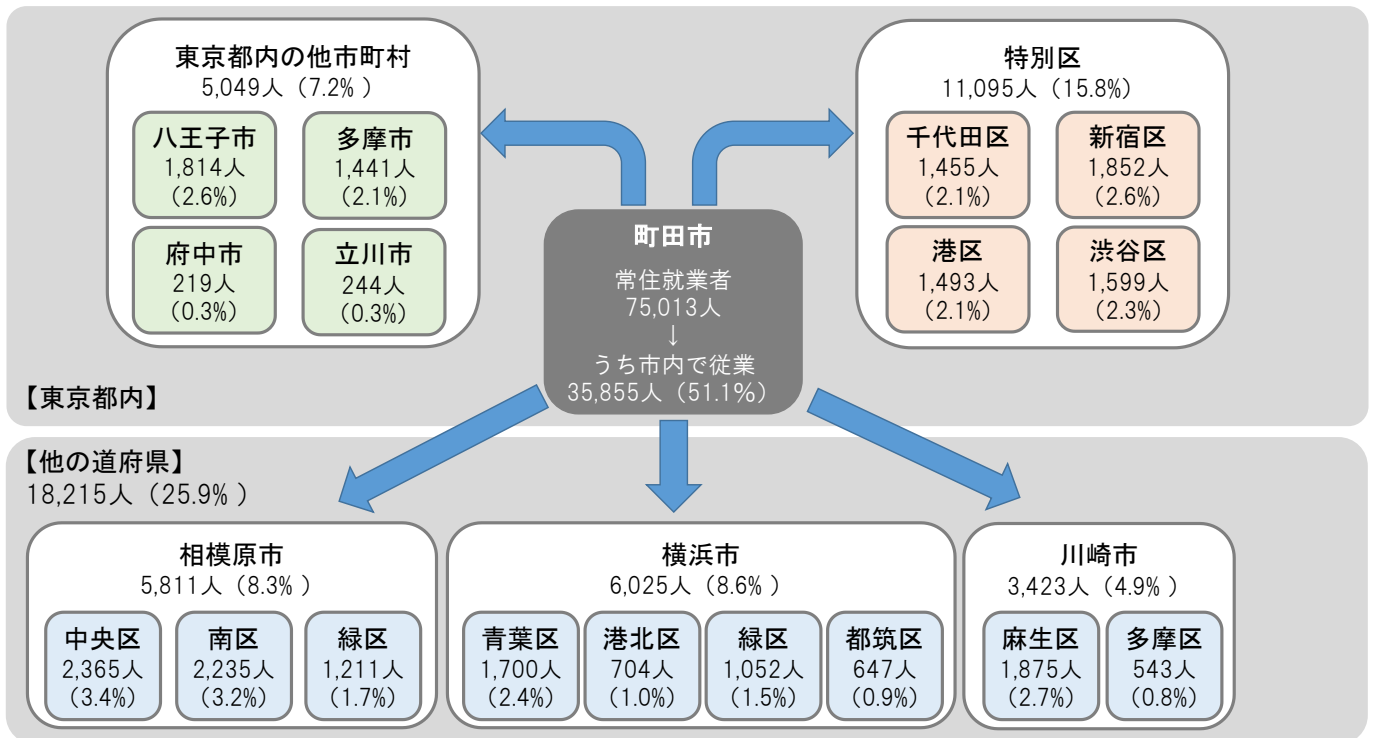 東京都内の他市町村
5,049人（7.2% ）
八王子市
1,814人
(2.6%)
多摩市
1,441人
(2.1%)
府中市
219人
(0.3%)
立川市
244人
(0.3%)
特別区
11,095人（15.8%)
千代田区
1,455人
(2.1%)
新宿区
1,852人
(2.6%)
港区
1,493人
(2.1%)
渋谷区
1,599人
(2.3%)
町田市
常住就業者
75,013人
↓
うち市内で従業
35,855人（51.1%）
【東京都内】
【他の道府県】
18,215人（25.9% ）
相模原市
5,811人（8.3% ）
中央区
2,365人
(3.4%)
南区
2,235人
(3.2%)
緑区
1,211人
(1.7%)
横浜市
6,025人（8.6% ）
青葉区
1,700人
(2.4%)
港北区
704人
(1.0%)
緑区
1,052人
(1.5%)
都筑区
647人
(0.9%)
川崎市
3,423人（4.9% ）
麻生区
1,875人
(2.7%)
多摩区
543人
(0.8%)